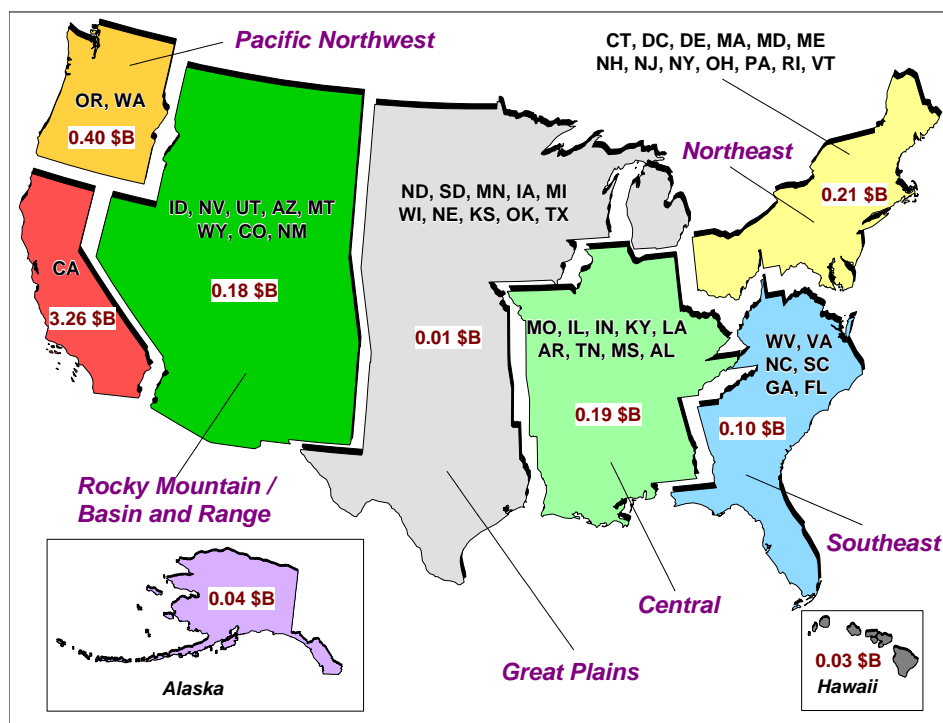 Pacific Northwest
OR, WA
0.40 $B
CT, DC, DE, MA, MD, ME
NH, NJ, NY, OH, PA, RI, VT
Northeast
0.21 $B
ID, NV, UT, AZ, MT
WY, CO, NM
0.18 $B
ND, SD, MN, IA, MI
WI, NE, KS, OK, TX
0.01 $B
CA
3.26 $B
MO, IL, IN, KY, LA
AR, TN, MS, AL
0.19 $B
WV, VA
NC, SC
GA, FL
0.10 $B
Rocky Mountain /
Basin and Range
Southeast
Central
Great Plains
0.04 $B
Alaska
0.03 $B
Hawaii